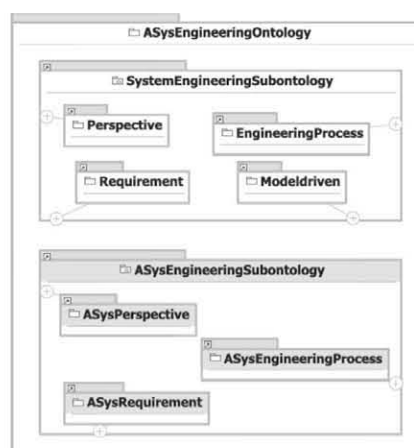 ASysEngineeringOntology
SystemEngineeringSubontology
Perspective
EngineeringProcess
Requirement
Modeldriven
ASysEngineeringSubontology
ASysPerspective
ASysEngineeringProcess
ASysRequirement